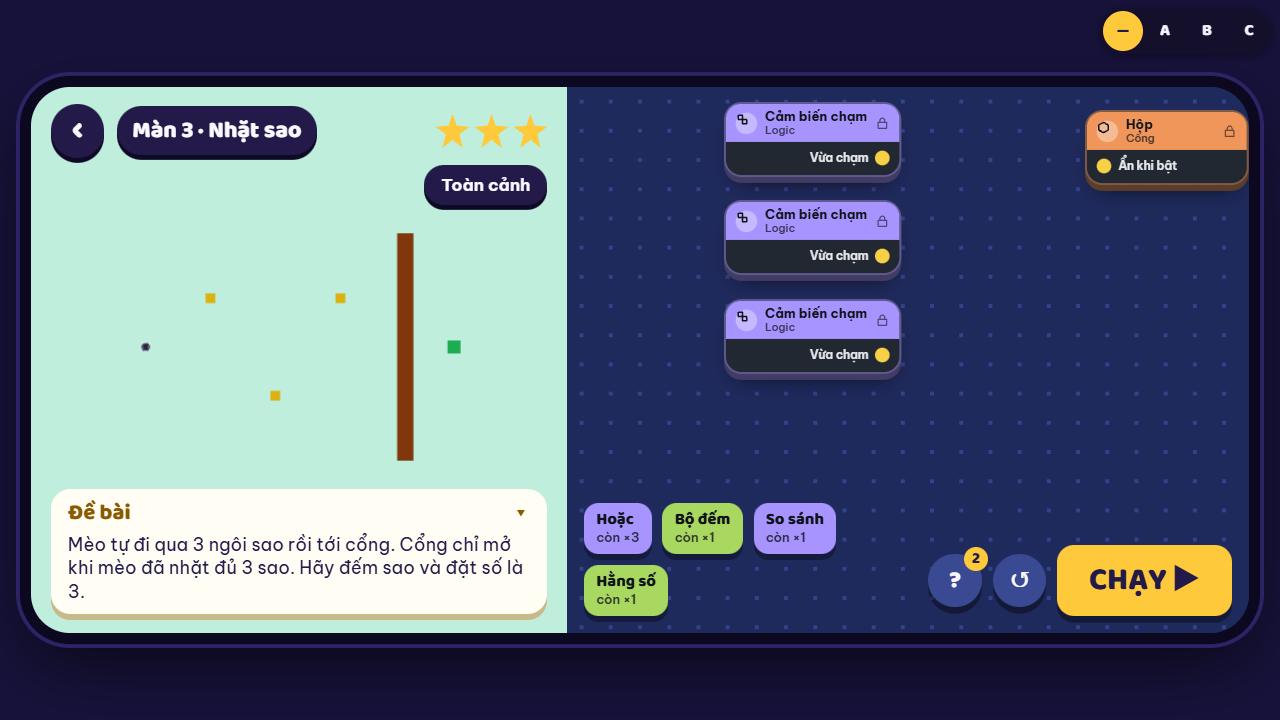 –
A
B
C
Màn 3 · Nhặt sao
Toàn cảnh
Đề bài
Mèo tự đi qua 3 ngôi sao rồi tới cổng. Cổng chỉ mở
khi mèo đã nhặt đủ 3 sao. Hãy đếm sao và đặt số là
3.
Cảm biến chạm
Logic
Vừa chạm
Cảm biến chạm
Logic
Vừa chạm
Cảm biến chạm
Logic
Vừa chạm
Hộp
Cổng
Ẩn khi bật
Hoặc
còn ×3
Bộ đếm
còn ×1
So sánh
còn ×1
Hằng số
còn ×1
?
2
↺
CHẠY